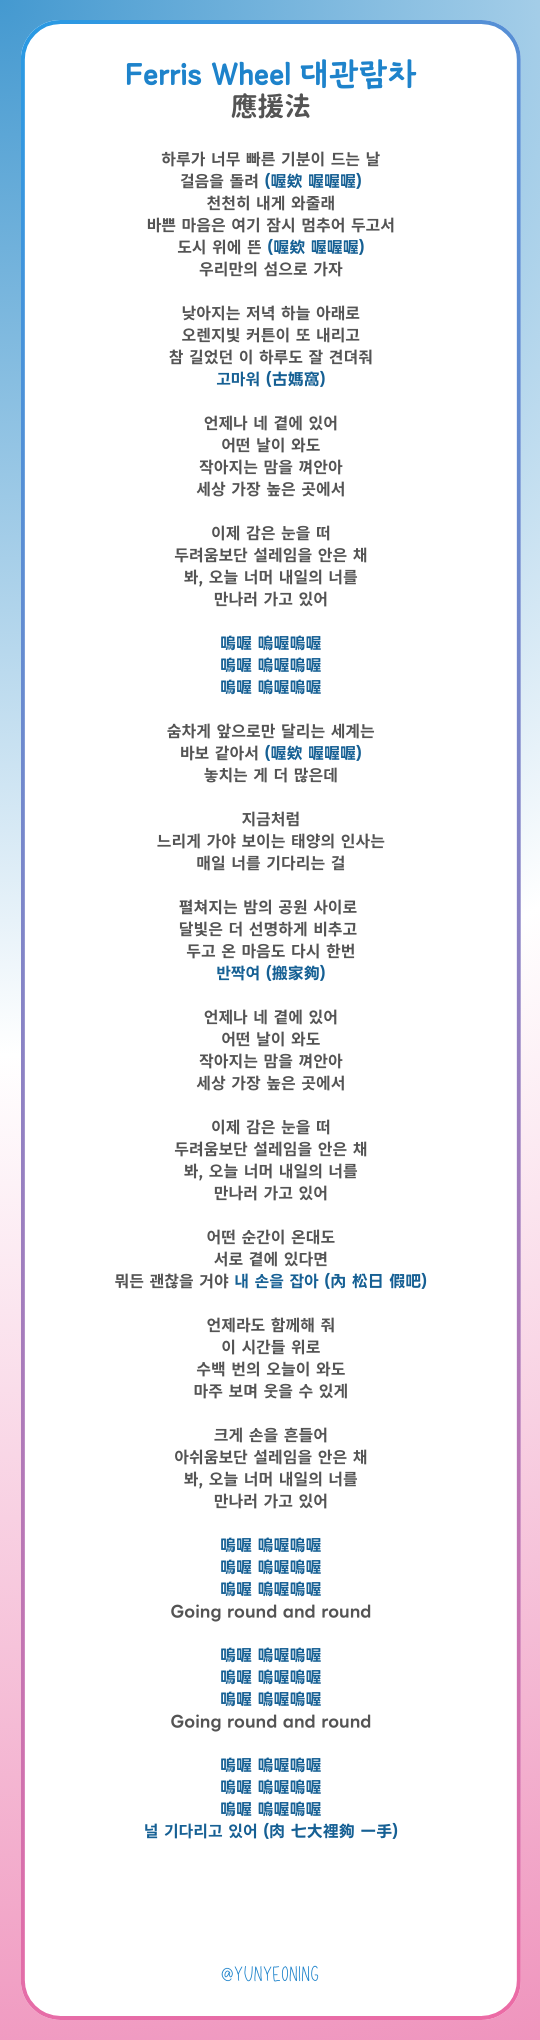 Ferris Wheel 대관람차
應援法
하루가 너무 빠른 기분이 드는 날
걸음을 돌려 (喔欸 喔喔喔)
천천히 내게 와줄래
바쁜 마음은 여기 잠시 멈추어 두고서
도시 위에 뜬 (喔欸 喔喔喔)
우리만의 섬으로 가자
낮아지는 저녁 하늘 아래로
오렌지빛 커튼이 또 내리고
참 길었던 이 하루도 잘 견뎌줘
고마워 (古媽窩)
언제나 네 곁에 있어
어떤 날이 와도
작아지는 맘을 껴안아
세상 가장 높은 곳에서
이제 감은 눈을 떠
두려움보단 설레임을 안은 채
봐, 오늘 너머 내일의 너를
만나러 가고 있어
嗚喔 嗚喔嗚喔
嗚喔 嗚喔嗚喔
嗚喔 嗚喔嗚喔
숨차게 앞으로만 달리는 세계는
바보 같아서 (喔欸 喔喔喔)
놓치는 게 더 많은데
지금처럼
느리게 가야 보이는 태양의 인사는
매일 너를 기다리는 걸
펼쳐지는 밤의 공원 사이로
달빛은 더 선명하게 비추고
두고 온 마음도 다시 한번
반짝여 (搬家夠)
언제나 네 곁에 있어
어떤 날이 와도
작아지는 맘을 껴안아
세상 가장 높은 곳에서
이제 감은 눈을 떠
두려움보단 설레임을 안은 채
봐, 오늘 너머 내일의 너를
만나러 가고 있어
어떤 순간이 온대도
서로 곁에 있다면
뭐든 괜찮을 거야 내 손을 잡아 (內 松日 假吧)
언제라도 함께해 줘
이 시간들 위로
수백 번의 오늘이 와도
마주 보며 웃을 수 있게
크게 손을 흔들어
아쉬움보단 설레임을 안은 채
봐, 오늘 너머 내일의 너를
만나러 가고 있어
嗚喔 嗚喔嗚喔
嗚喔 嗚喔嗚喔
嗚喔 嗚喔嗚喔
Going round and round
嗚喔 嗚喔嗚喔
嗚喔 嗚喔嗚喔
嗚喔 嗚喔嗚喔
Going round and round
嗚喔 嗚喔嗚喔
嗚喔 嗚喔嗚喔
嗚喔 嗚喔嗚喔
널 기다리고 있어 (肉 七大裡夠 一手)
@YUNYEONING